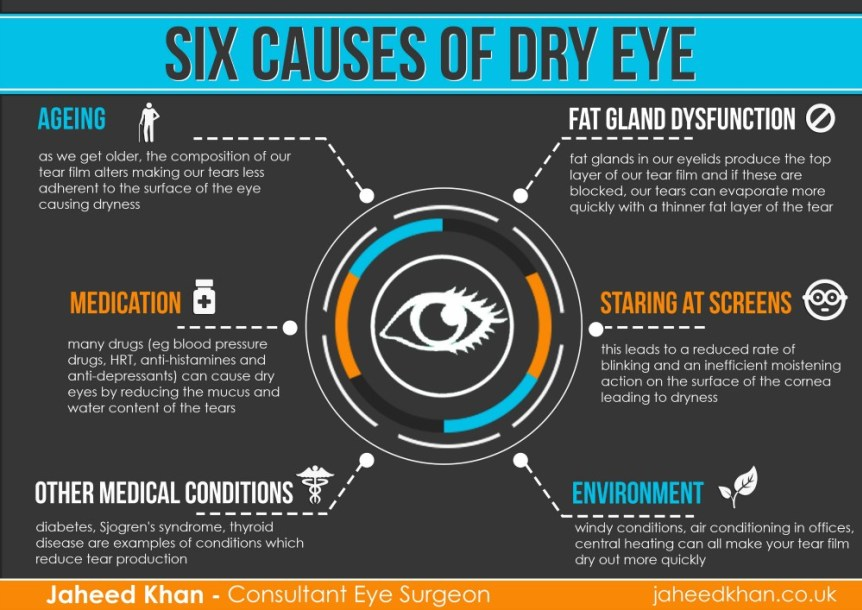 SIX CAUSES OF DRY EYE
AGEING
as we get older, the composition of our
tear film alters making our tears less
adherent to the surface of the eye
causing dryness
FAT GLAND DYSFUNCTION
fat glands in our eyelids produce the top
layer of our tear film and if these are
blocked, our tears can evaporate more
quickly with a thinner fat layer of the tear
MEDICATION
many drugs (eg blood pressure
drugs, HRT, anti-histamines and
anti-depressants) can cause dry
eyes by reducing the mucus and
water content of the tears
STARING AT SCREENS
this leads to a reduced rate of
blinking and an inefficient moistening
action on the surface of the cornea
leading to dryness
OTHER MEDICAL CONDITIONS
diabetes, Sjogren's syndrome, thyroid
disease are examples of conditions which
reduce tear production
ENVIRONMENT
windy conditions, air conditioning in offices,
central heating can all make your tear film
dry out more quickly
Jaheed Khan - Consultant Eye Surgeon
jaheedkhan.co.uk